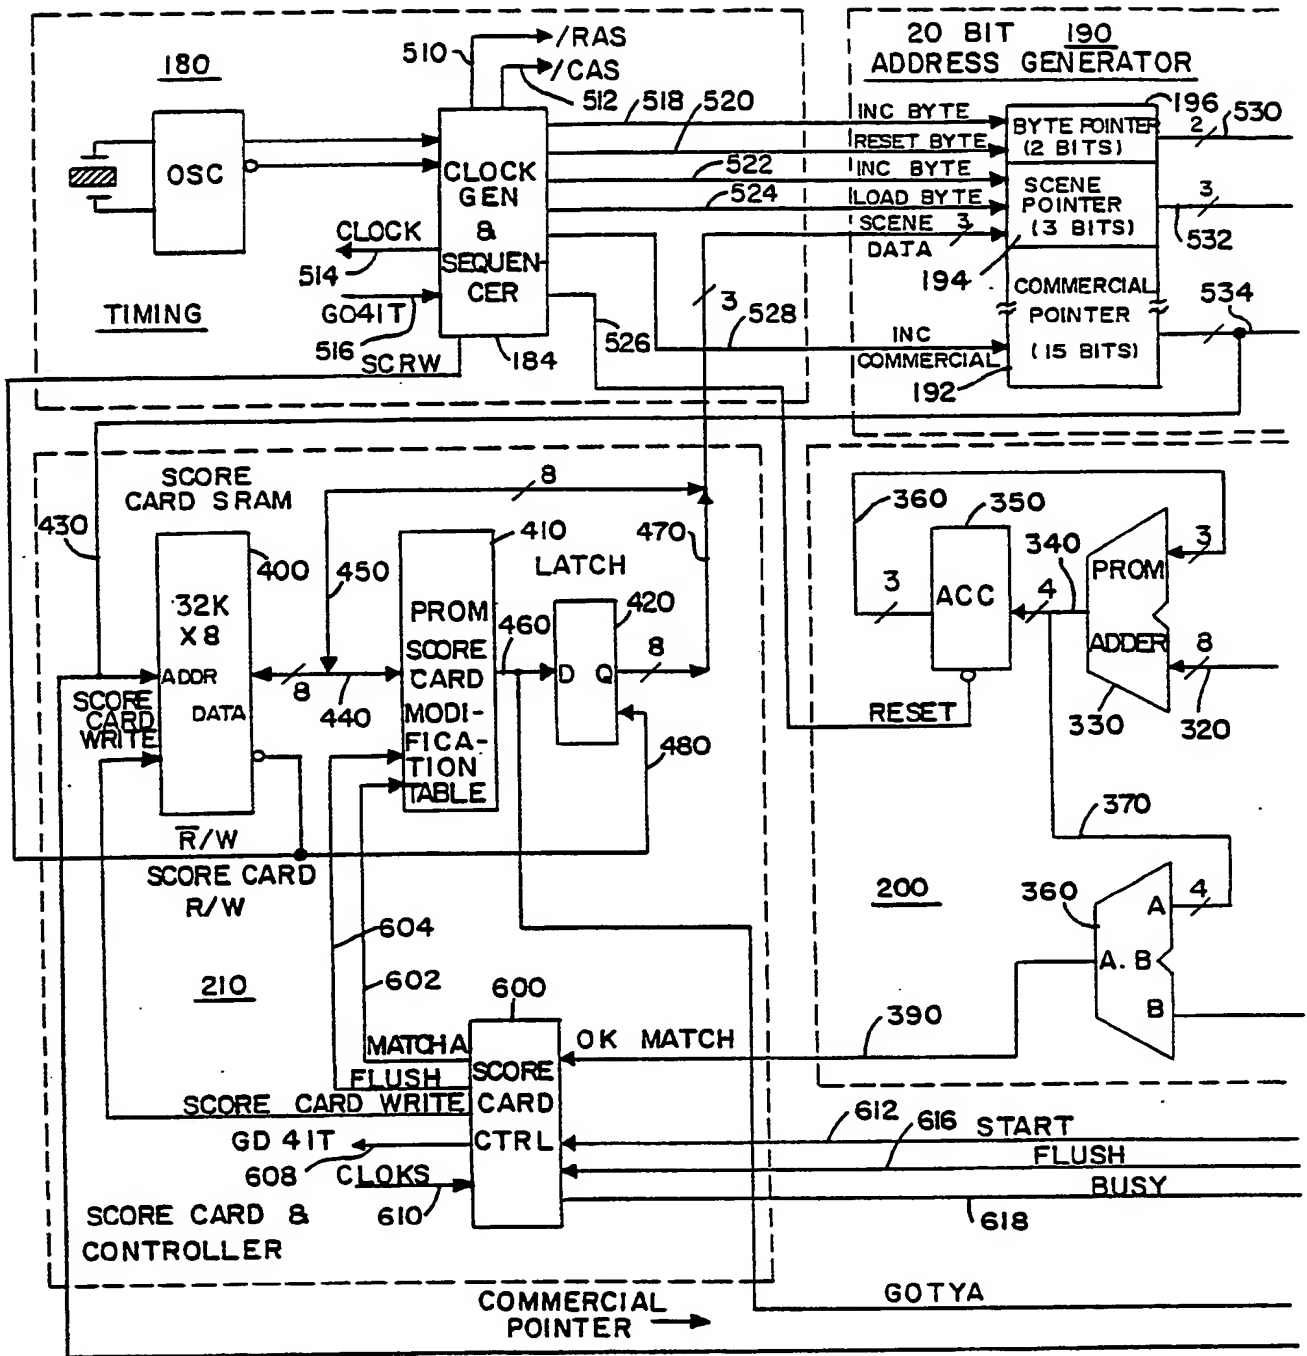 180
OSC
TIMING
510
/RAS
/CAS
512
CLOCK
GEN
&
SEQUEN-
CER
CLOCK
514
GO41T
516
SCRW
184
518
520
522
524
526
528
3
20 BIT 190
ADDRESS GENERATOR
INC BYTE
RESET BYTE
INC BYTE
LOAD BYTE
SCENE 3
DATA
INC
COMMERCIAL
196
BYTE POINTER
(2 BITS)
SCENE
POINTER
(3 BITS)
194
COMMERCIAL
POINTER
(15 BITS)
192
2
530
3
532
534
SCORE
CARD SRAM
430
400
32K
X 8
ADDR
DATA
SCORE
CARD
WRITE
R̅/W
SCORE CARD
R/W
450
8
8
440
410
PROM
SCORE
CARD
MODI-
FICA-
TION
TABLE
LATCH
460
420
D Q
8
470
480
360
350
3
ACC
4
340
PROM
ADDER
3
8
330
320
RESET
370
200
360
A 4
A. B
B
390
604
602
210
600
MATCHA
FLUSH
SCORE CARD WRITE
GD 41T
608
CLOKS
610
SCORE
CARD
CTRL
OK MATCH
612
START
616
FLUSH
BUSY
618
SCORE CARD &
CONTROLLER
GOTYA
COMMERCIAL
POINTER